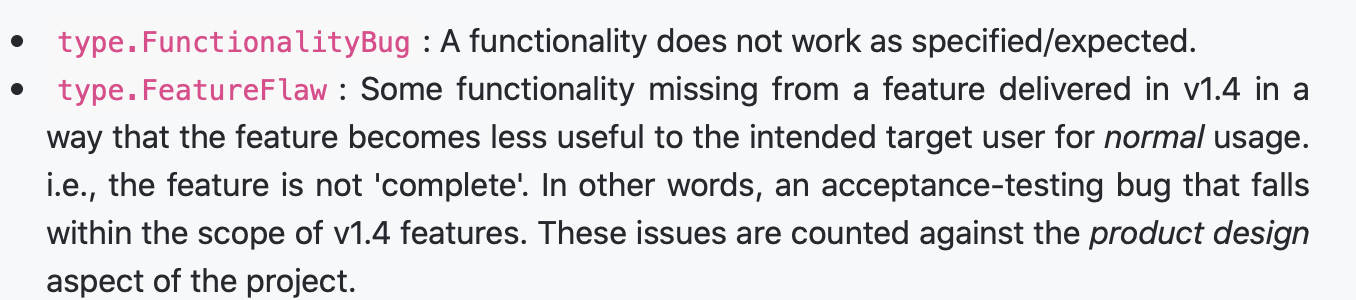 • type.FunctionalityBug : A functionality does not work as specified/expected.
• type.FeatureFlaw : Some functionality missing from a feature delivered in v1.4 in a
way that the feature becomes less useful to the intended target user for normal usage.
i.e., the feature is not 'complete'. In other words, an acceptance-testing bug that falls
within the scope of v1.4 features. These issues are counted against the product design
aspect of the project.